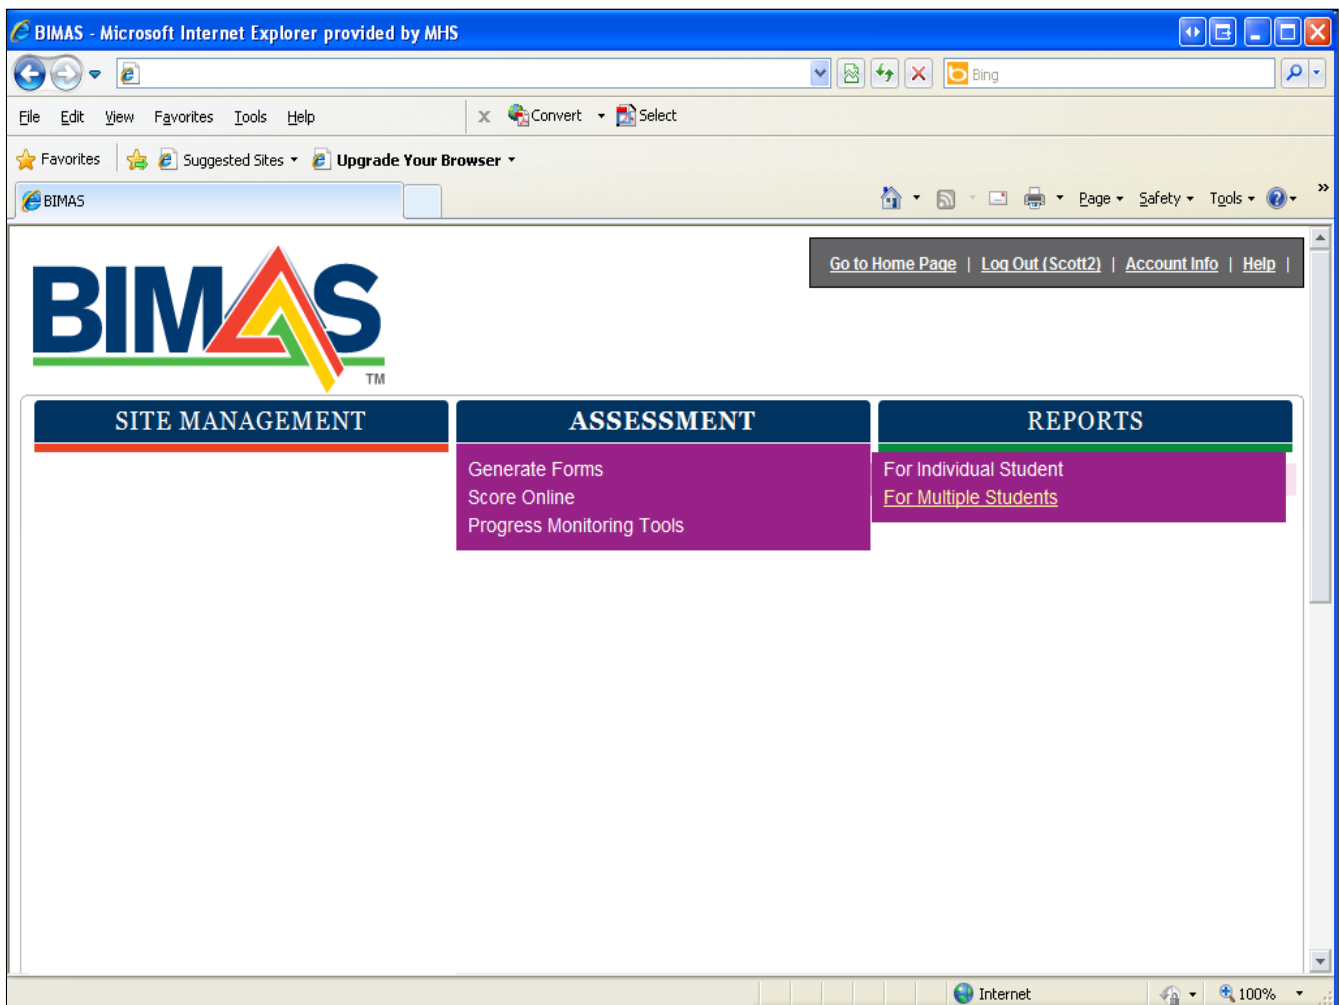 BIMAS - Microsoft Internet Explorer provided by MHS
Bing
File Edit View Favorites Tools Help x Convert Select
Favorites Suggested Sites Upgrade Your Browser
BIMAS Page Safety Tools »
Go to Home Page | Log Out (Scott2) | Account Info | Help |
BIMAS
TM
SITE MANAGEMENT ASSESSMENT REPORTS
Generate Forms For Individual Student
Score Online For Multiple Students
Progress Monitoring Tools
Internet 100%